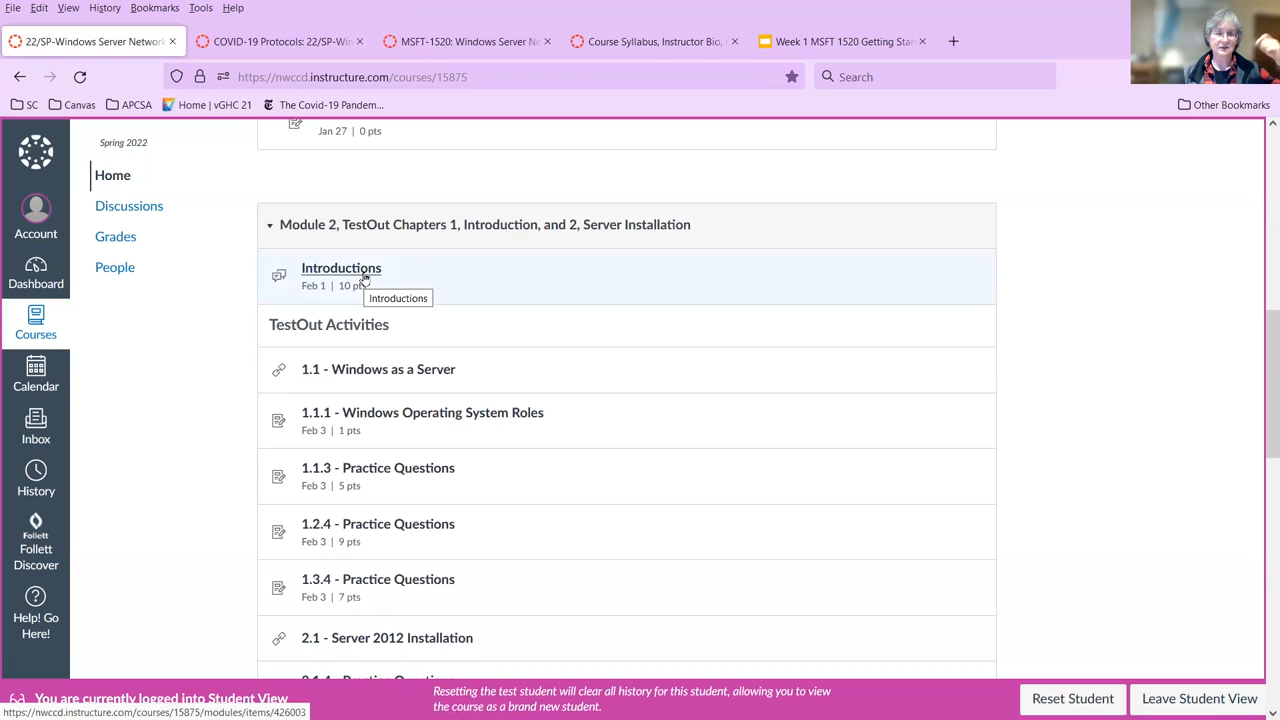 File Edit View History Bookmarks Tools Help
22/SP-Windows Server Network
COVID-19 Protocols: 22/SP-Win
MSFT-1520: Windows Server Ne
Course Syllabus, Instructor Bio,
Week 1 MSFT 1520 Getting Star
https://nwccd.instructure.com/courses/15875
Search
SC
Canvas
APCSA
Home | vGHC 21
The Covid-19 Pandem...
Other Bookmarks
Jan 27 | 0 pts
Spring 2022
Home
Discussions
Grades
People
Account
Dashboard
Courses
Calendar
Inbox
History
Follett
Follett
Discover
Help! Go
Here!
Module 2, TestOut Chapters 1, Introduction, and 2, Server Installation
Introductions
Feb 1 | 10 pt
Introductions
TestOut Activities
1.1 - Windows as a Server
1.1.1 - Windows Operating System Roles
Feb 3 | 1 pts
1.1.3 - Practice Questions
Feb 3 | 5 pts
1.2.4 - Practice Questions
Feb 3 | 9 pts
1.3.4 - Practice Questions
Feb 3 | 7 pts
2.1 - Server 2012 Installation
You are currently logged into Student View
Resetting the test student will clear all history for this student, allowing you to view
the course as a brand new student.
Reset Student
Leave Student View
https://nwccd.instructure.com/courses/15875/modules/items/426003